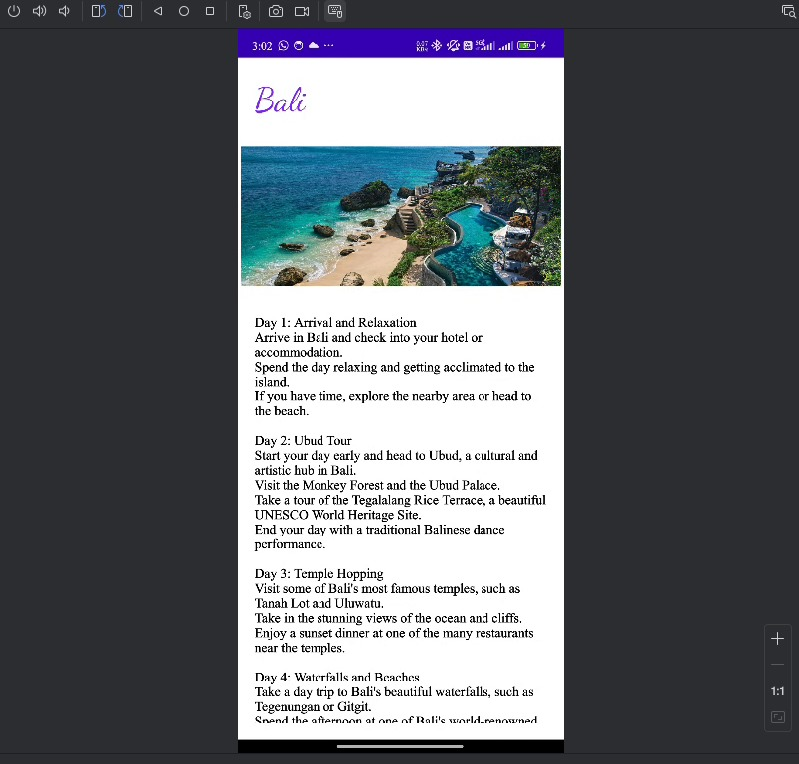 3:02
Bali
Day 1: Arrival and Relaxation
Arrive in Bali and check into your hotel or
accommodation.
Spend the day relaxing and getting acclimated to the
island.
If you have time, explore the nearby area or head to
the beach.
Day 2: Ubud Tour
Start your day early and head to Ubud, a cultural and
artistic hub in Bali.
Visit the Monkey Forest and the Ubud Palace.
Take a tour of the Tegalalang Rice Terrace, a beautiful
UNESCO World Heritage Site.
End your day with a traditional Balinese dance
performance.
Day 3: Temple Hopping
Visit some of Bali's most famous temples, such as
Tanah Lot and Uluwatu.
Take in the stunning views of the ocean and cliffs.
Enjoy a sunset dinner at one of the many restaurants
near the temples.
Day 4: Waterfalls and Beaches
Take a day trip to Bali's beautiful waterfalls, such as
Tegenungan or Gitgit.
Spend the afternoon at one of Bali's world-renowned
1:1